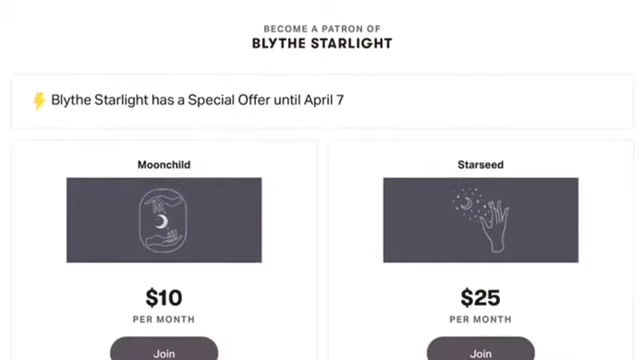 BECOME A PATRON OF
BLYTHE STARLIGHT
Blythe Starlight has a Special Offer until April 7
Moonchild
Starseed
$10
$25
PER MONTH
PER MONTH
Join
Join